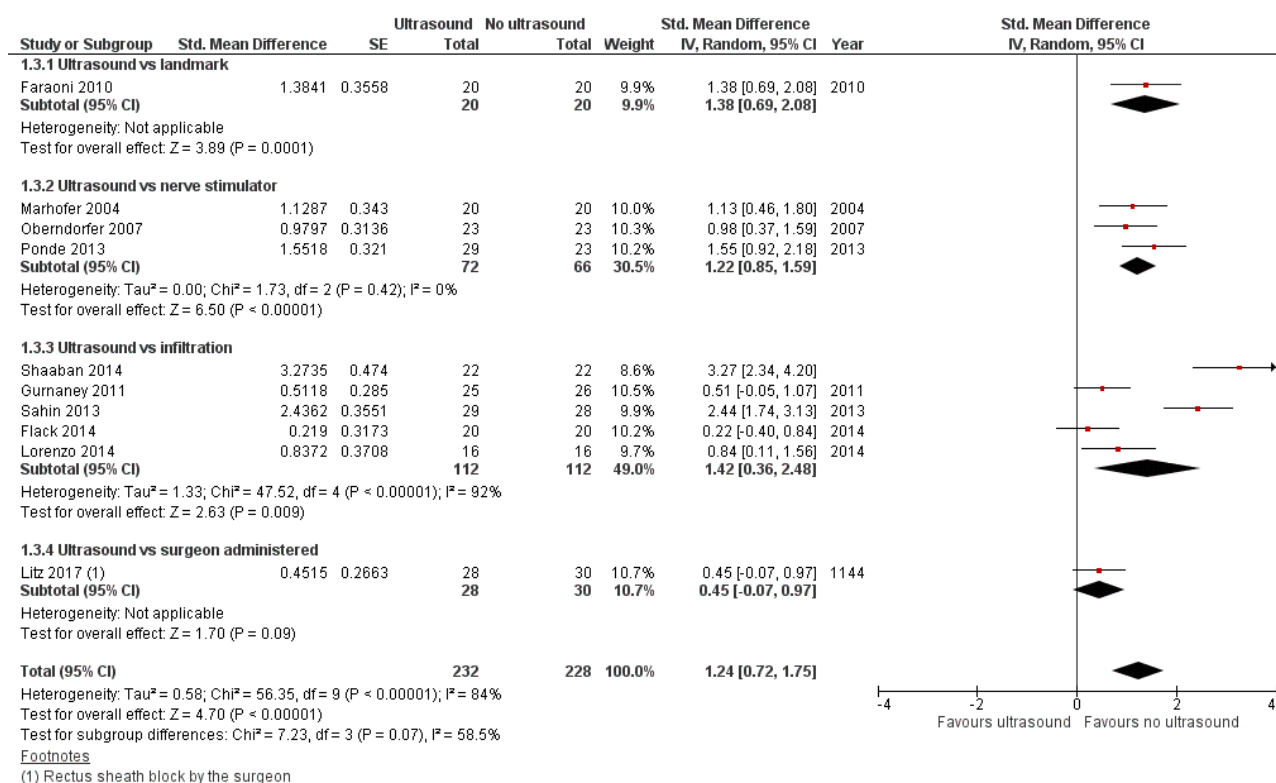 Ultrasound No ultrasound Std. Mean Difference Std. Mean Difference
Study or Subgroup Std. Mean Difference SE Total Total Weight IV, Random, 95% CI Year IV, Random, 95% CI
1.3.1 Ultrasound vs landmark
Faraoni 2010 1.3841 0.3558 20 20 9.9% 1.38 [0.69, 2.08] 2010
Subtotal (95% CI) 20 20 9.9% 1.38 [0.69, 2.08]
Heterogeneity: Not applicable
Test for overall effect: Z = 3.89 (P = 0.0001)
1.3.2 Ultrasound vs nerve stimulator
Marhofer 2004 1.1287 0.343 20 20 10.0% 1.13 [0.46, 1.80] 2004
Oberndorfer 2007 0.9797 0.3136 23 23 10.3% 0.98 [0.37, 1.59] 2007
Ponde 2013 1.5518 0.321 29 23 10.2% 1.55 [0.92, 2.18] 2013
Subtotal (95% CI) 72 66 30.5% 1.22 [0.85, 1.59]
Heterogeneity: Tau² = 0.00; Chi² = 1.73, df = 2 (P = 0.42); I² = 0%
Test for overall effect: Z = 6.50 (P < 0.00001)
1.3.3 Ultrasound vs infiltration
Shaaban 2014 3.2735 0.474 22 22 8.6% 3.27 [2.34, 4.20]
Gurnaney 2011 0.5118 0.285 25 26 10.5% 0.51 [-0.05, 1.07] 2011
Sahin 2013 2.4362 0.3551 29 28 9.9% 2.44 [1.74, 3.13] 2013
Flack 2014 0.219 0.3173 20 20 10.2% 0.22 [-0.40, 0.84] 2014
Lorenzo 2014 0.8372 0.3708 16 16 9.7% 0.84 [0.11, 1.56] 2014
Subtotal (95% CI) 112 112 49.0% 1.42 [0.36, 2.48]
Heterogeneity: Tau² = 1.33; Chi² = 47.52, df = 4 (P < 0.00001); I² = 92%
Test for overall effect: Z = 2.63 (P = 0.009)
1.3.4 Ultrasound vs surgeon administered
Litz 2017 (1) 0.4515 0.2663 28 30 10.7% 0.45 [-0.07, 0.97] 1144
Subtotal (95% CI) 28 30 10.7% 0.45 [-0.07, 0.97]
Heterogeneity: Not applicable
Test for overall effect: Z = 1.70 (P = 0.09)
Total (95% CI) 232 228 100.0% 1.24 [0.72, 1.75]
Heterogeneity: Tau² = 0.58; Chi² = 56.35, df = 9 (P < 0.00001); I² = 84%
Test for overall effect: Z = 4.70 (P < 0.00001)
Test for subgroup differences: Chi² = 7.23, df = 3 (P = 0.07), I² = 58.5%
-4 -2 0 2 4
Favours ultrasound Favours no ultrasound
Footnotes
(1) Rectus sheath block by the surgeon